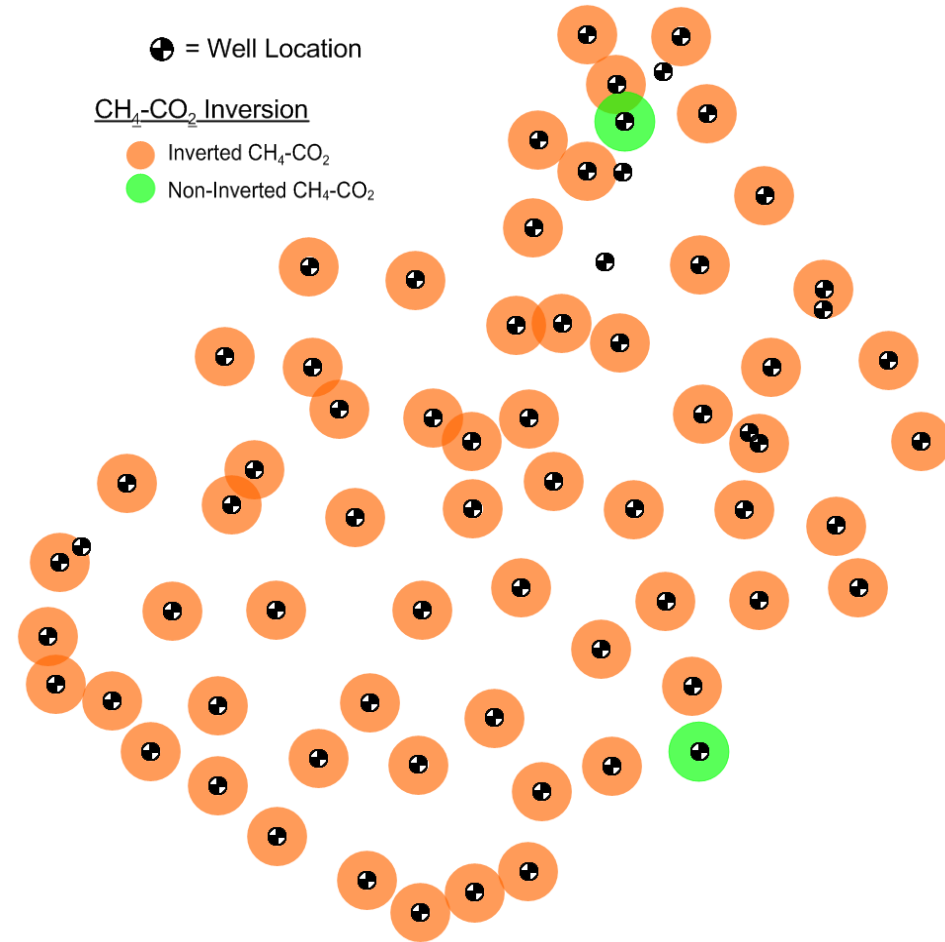 = Well Location
CH₄-CO₂ Inversion
Inverted CH₄-CO₂
Non-Inverted CH₄-CO₂